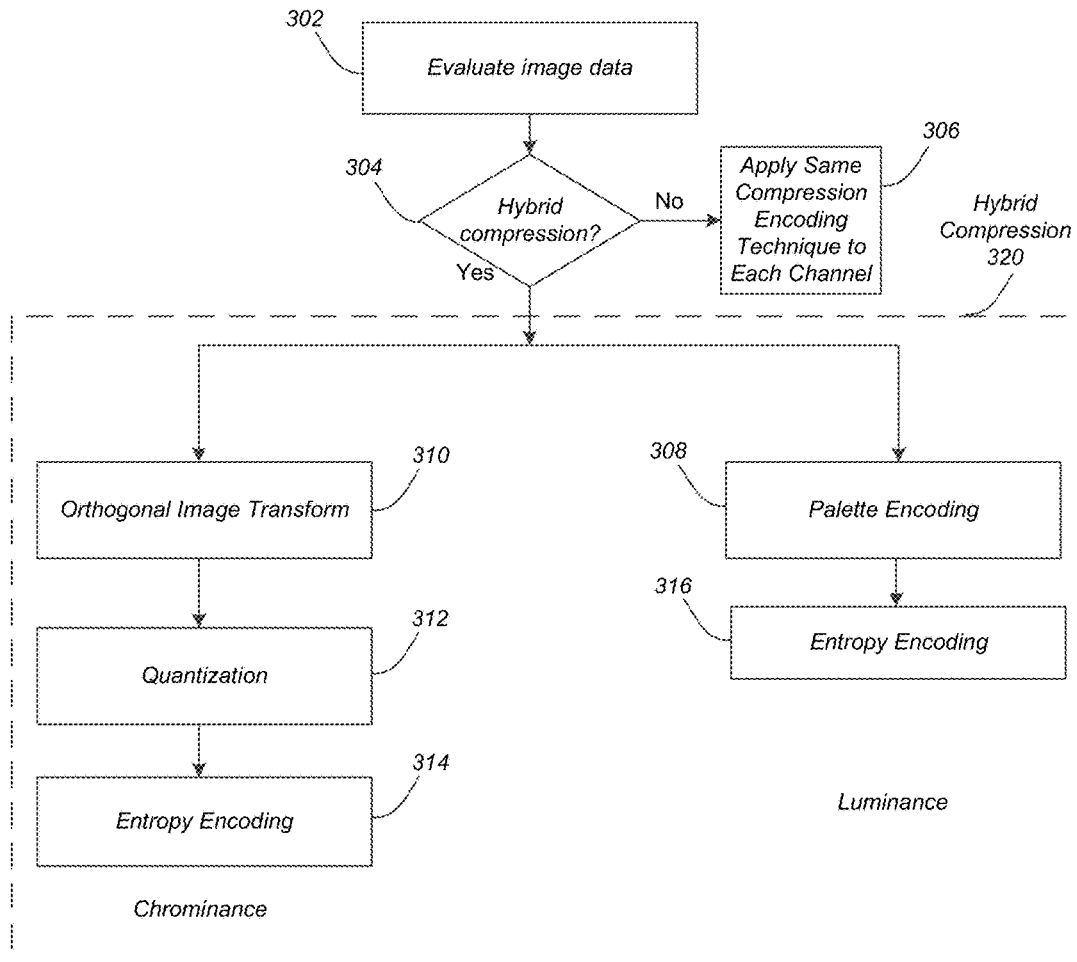 302
Evaluate image data
304
Hybrid
compression?
No
Yes
306
Apply Same
Compression
Encoding
Technique to
Each Channel
Hybrid
Compression
320
310
Orthogonal Image Transform
308
Palette Encoding
312
Quantization
316
Entropy Encoding
314
Entropy Encoding
Luminance
Chrominance